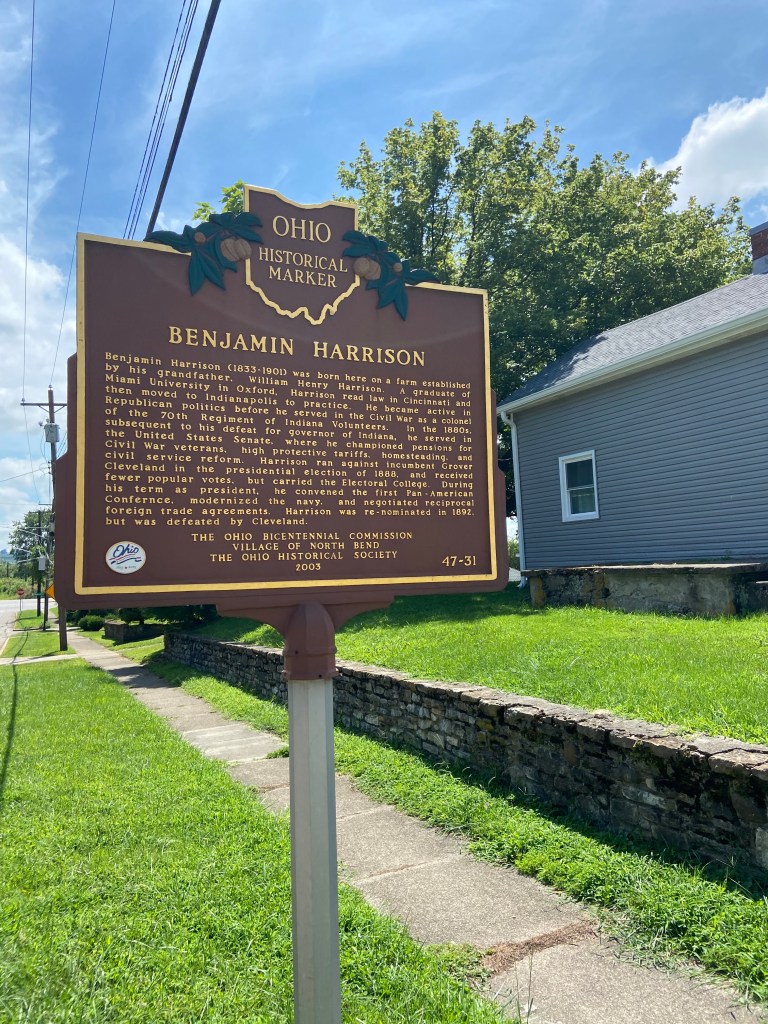 OHIO
HISTORICAL
MARKER
BENJAMIN HARRISON
Benjamin Harrison (1833-1901) was born here on a farm established
by his grandfather, William Henry Harrison. A graduate of
Miami University in Oxford, Harrison read law in Cincinnati and
then moved to Indianapolis to practice. He became active in
Republican politics before he served in the Civil War as a colonel
of the 70th Regiment of Indiana Volunteers. In the 1880s,
subsequent to his defeat for governor of Indiana, he served in
the United States Senate, where he championed pensions for
Civil War veterans, high protective tariffs, homesteading, and
civil service reform. Harrison ran against incumbent Grover
Cleveland in the presidential election of 1888, and received
fewer popular votes, but carried the Electoral College. During
his term as president, he convened the first Pan-American
Confernce, modernized the navy, and negotiated reciprocal
foreign trade agreements. Harrison was re-nominated in 1892,
but was defeated by Cleveland.
THE OHIO BICENTENNIAL COMMISSION
VILLAGE OF NORTH BEND
THE OHIO HISTORICAL SOCIETY
2003
47-31
Ohio